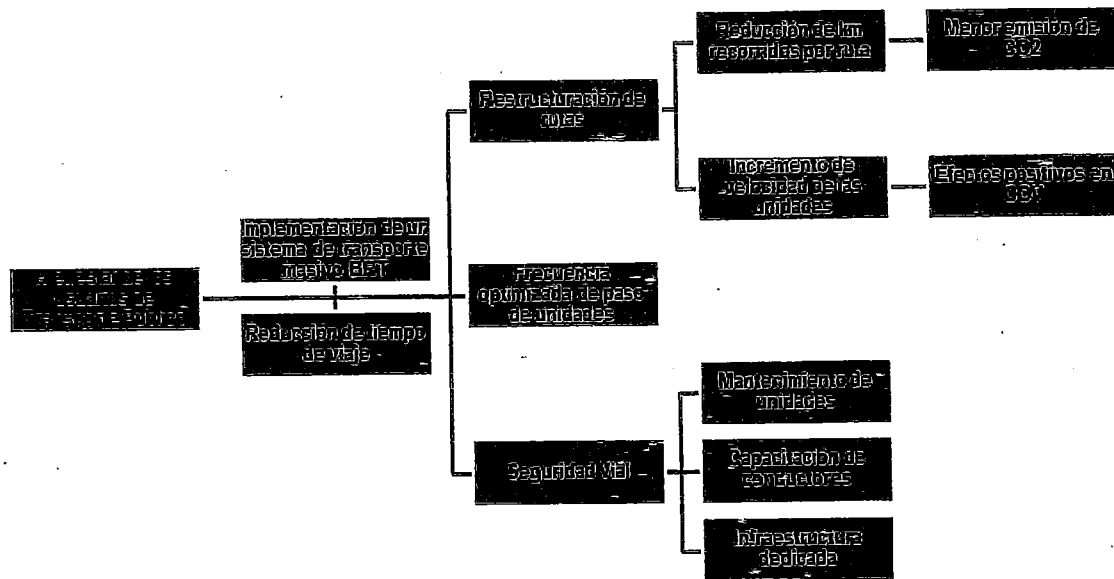 Reducción de km
recorridas por ruta
Menor emisión de
CO2
Restructuración de
rutas
Incremento de
velocidad de las
unidades
Efectos positivos en
Implementación de un
sistema de transporte
masivo BRT
Frecuencia
optimizada de paso
de unidades
Reducción de tiempo
de viaje
Mantenimiento de
unidades
Seguridad Vial
Capacitación de
conductores
Infraestructura
dedicada